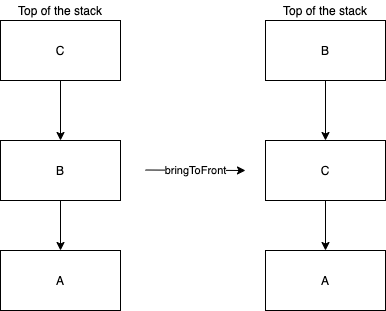 Top of the stack
Top of the stack
C
B
B
bringToFront
C
A
A